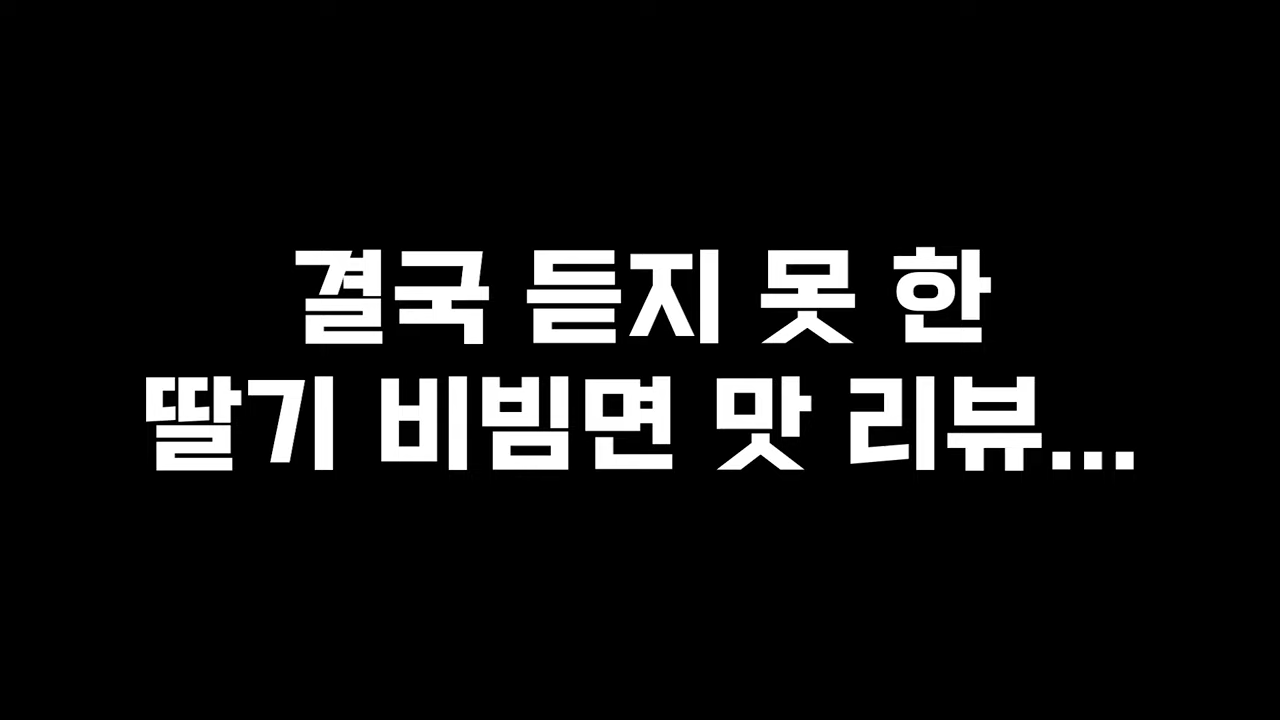 결국 듣지 못 한
딸기 비빔면 맛 리뷰...